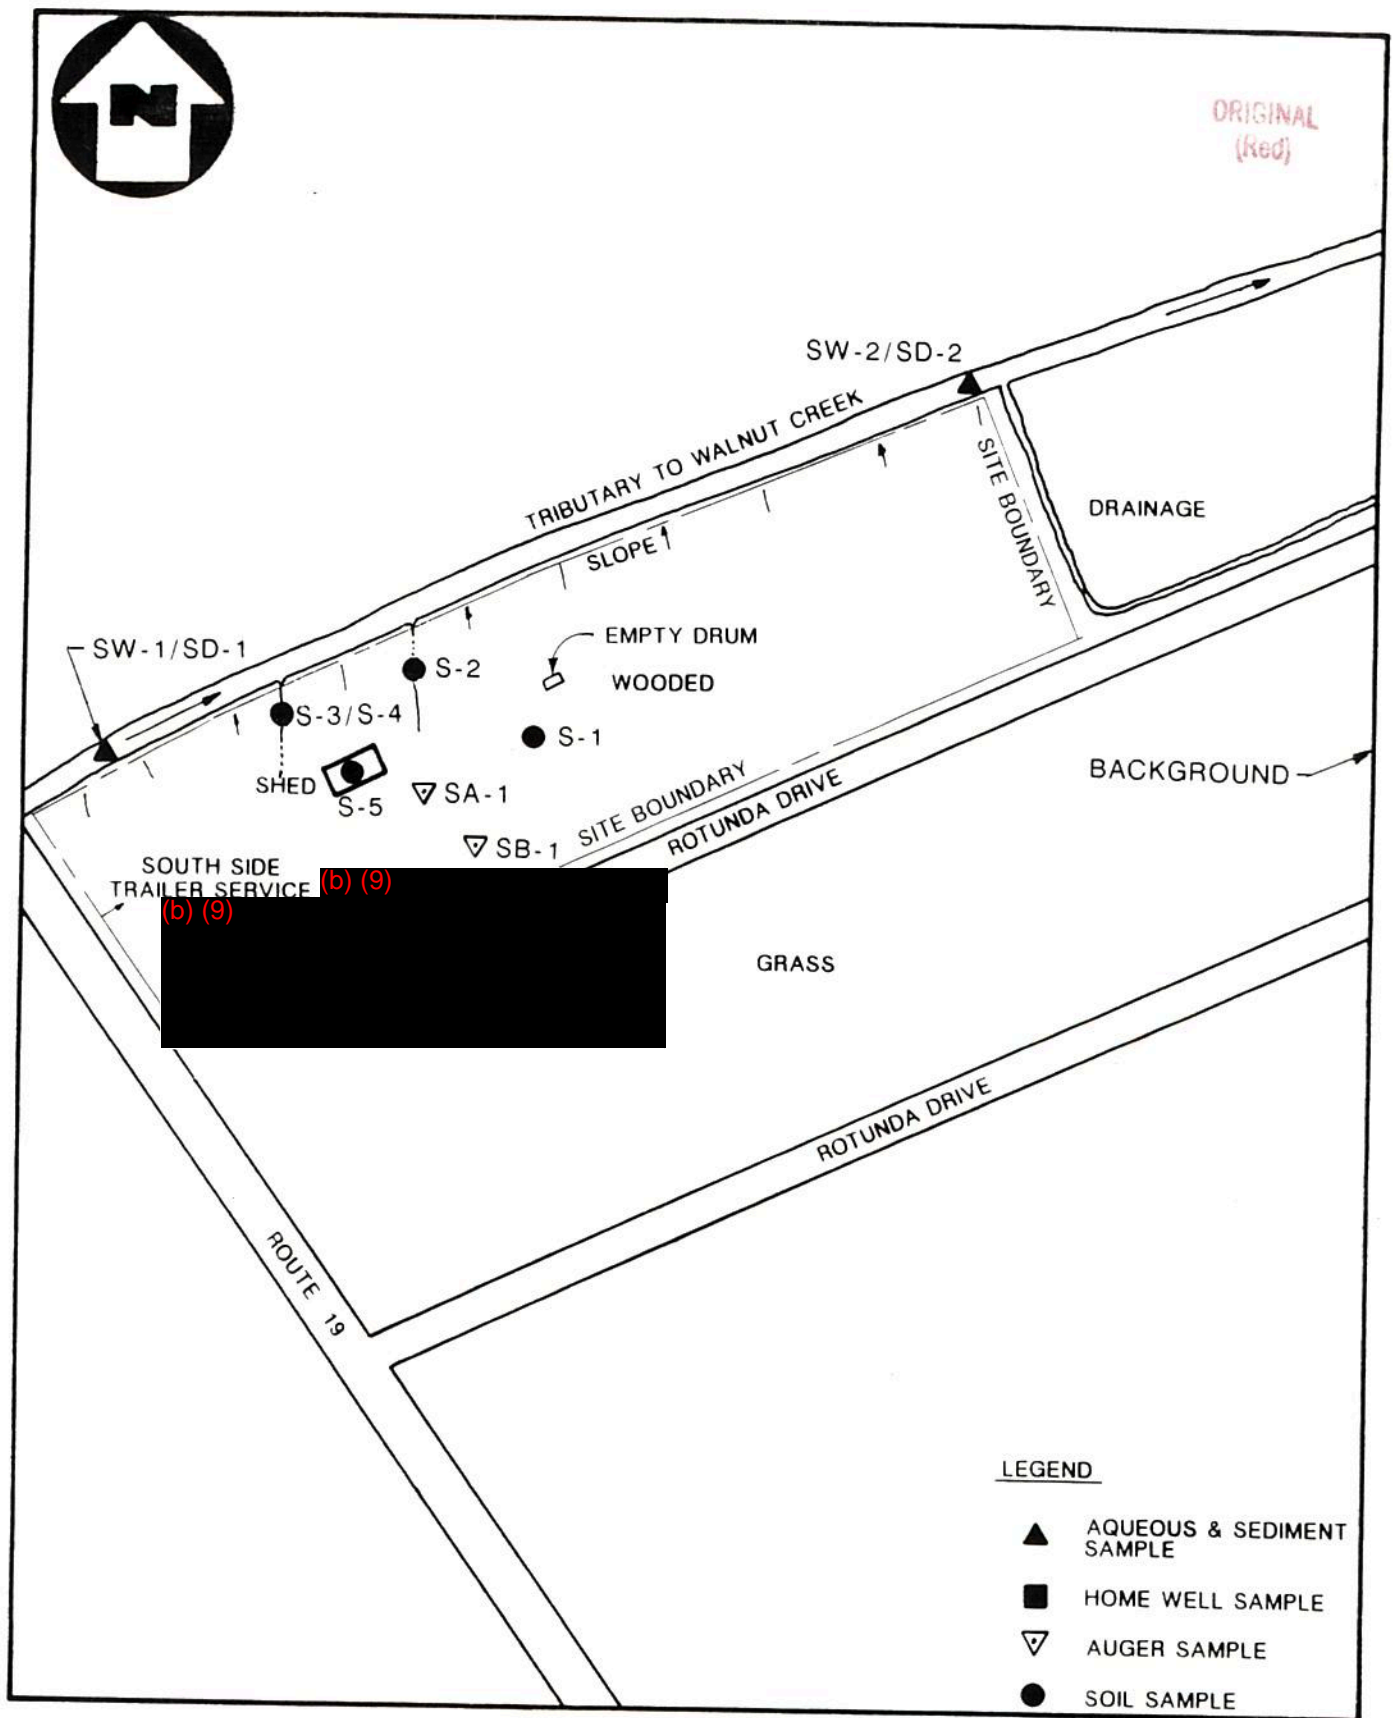 N
ORIGINAL
(Red)
SW-2/SD-2
TRIBUTARY TO WALNUT CREEK
SITE BOUNDARY
DRAINAGE
SLOPE
SW-1/SD-1
EMPTY DRUM
S-2
WOODED
S-3/S-4
S-1
SHED
S-5
SA-1
BACKGROUND
SB-1
SITE BOUNDARY
ROTUNDA DRIVE
SOUTH SIDE
TRAILER SERVICE
(b) (9)
(b) (9)
GRASS
ROTUNDA DRIVE
ROUTE 19
LEGEND
AQUEOUS & SEDIMENT
SAMPLE
HOME WELL SAMPLE
AUGER SAMPLE
SOIL SAMPLE